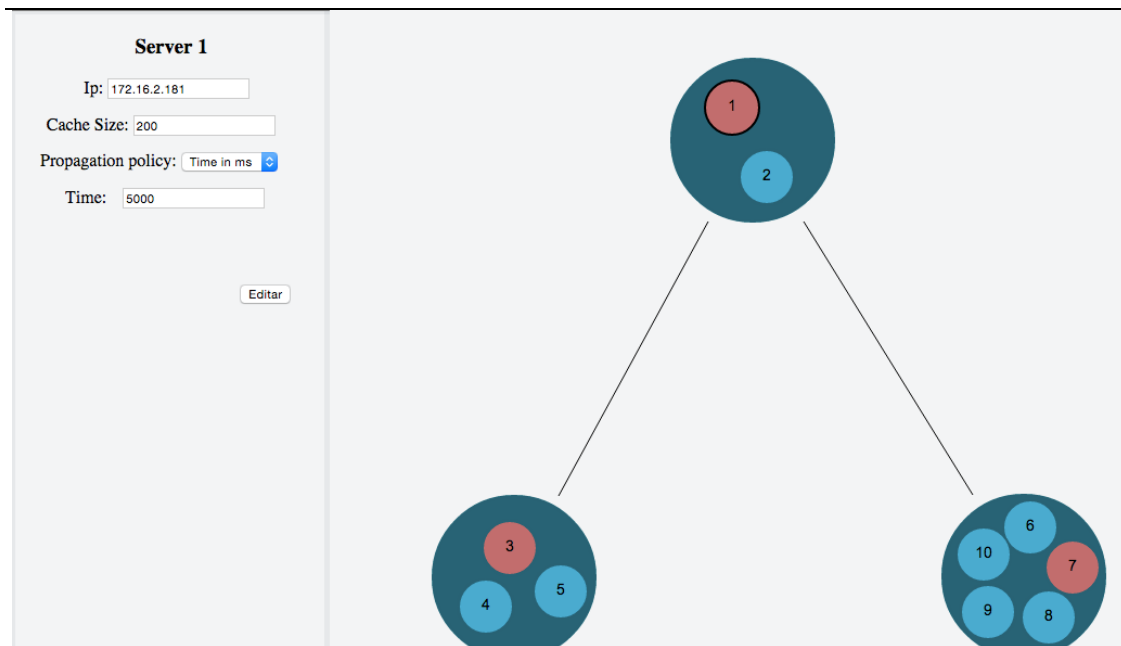 Server 1
Ip: 172.16.2.181
Cache Size: 200
Propagation policy: Time in ms
Time: 5000
Editar
1
2
3
4
5
6
10
7
9
8